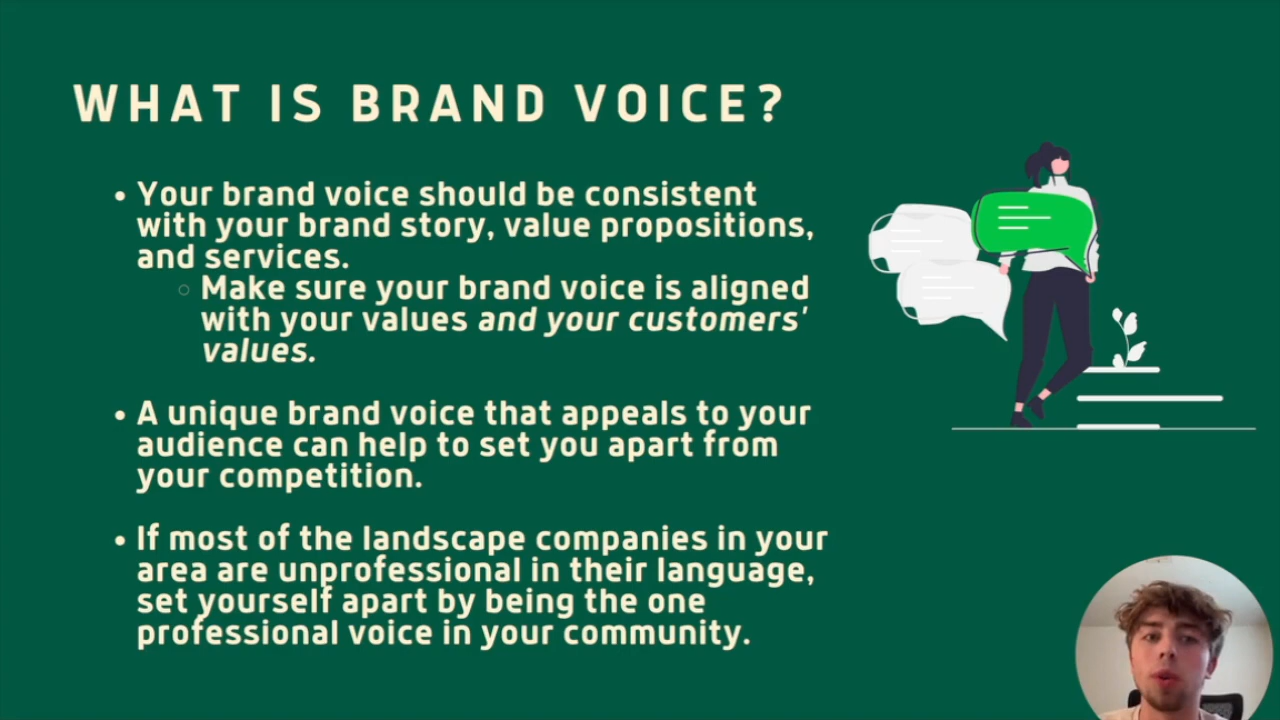 WHAT IS BRAND VOICE?
• Your brand voice should be consistent
with your brand story, value propositions,
and services.
○ Make sure your brand voice is aligned
with your values and your customers'
values.
• A unique brand voice that appeals to your
audience can help to set you apart from
your competition.
• If most of the landscape companies in your
area are unprofessional in their language,
set yourself apart by being the one
professional voice in your community.